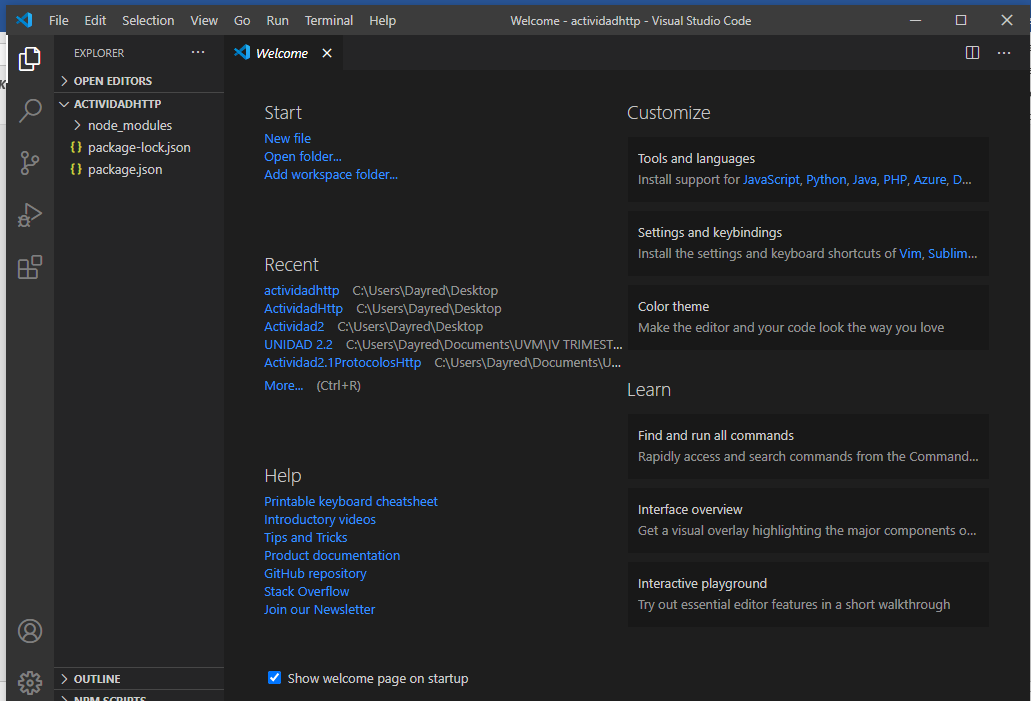 File Edit Selection View Go Run Terminal Help
Welcome - actividadhttp - Visual Studio Code
EXPLORER
OPEN EDITORS
ACTIVIDADHTTP
node_modules
{} package-lock.json
{} package.json
OUTLINE
NPM SCRIPTS
Welcome
Start
New file
Open folder...
Add workspace folder...
Recent
actividadhttp C:\Users\Dayred\Desktop
ActividadHttp C:\Users\Dayred\Desktop
Actividad2 C:\Users\Dayred\Desktop
UNIDAD 2.2 C:\Users\Dayred\Documents\UVM\IV TRIMEST...
Actividad2.1ProtocolosHttp C:\Users\Dayred\Documents\U...
More... (Ctrl+R)
Help
Printable keyboard cheatsheet
Introductory videos
Tips and Tricks
Product documentation
GitHub repository
Stack Overflow
Join our Newsletter
Show welcome page on startup
Customize
Tools and languages
Install support for JavaScript, Python, Java, PHP, Azure, D...
Settings and keybindings
Install the settings and keyboard shortcuts of Vim, Sublim...
Color theme
Make the editor and your code look the way you love
Learn
Find and run all commands
Rapidly access and search commands from the Command...
Interface overview
Get a visual overlay highlighting the major components o...
Interactive playground
Try out essential editor features in a short walkthrough